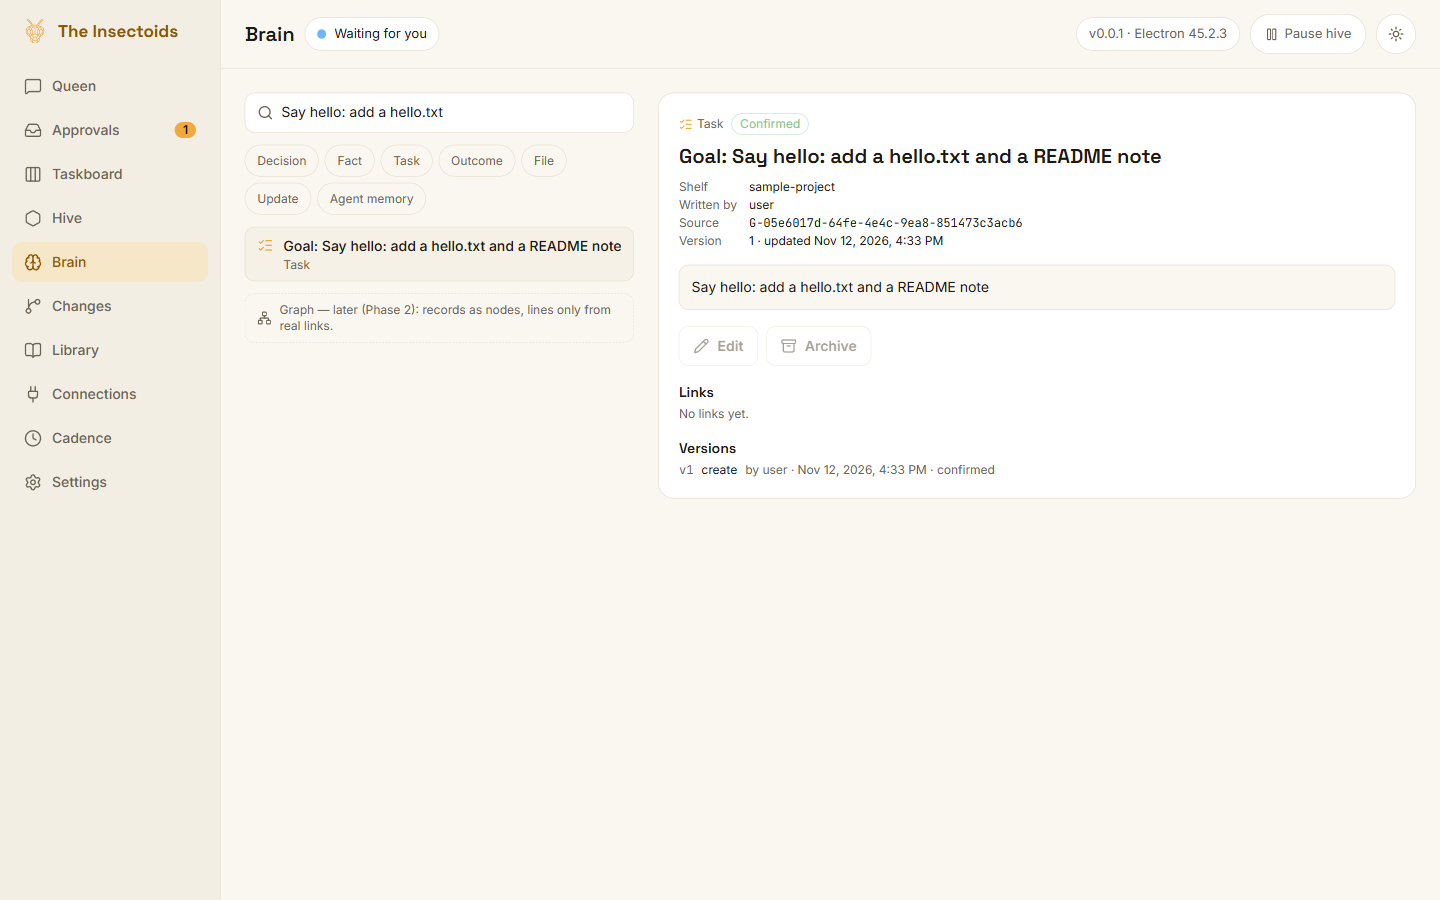 The Insectoids
Queen
Approvals 1
Taskboard
Hive
Brain
Changes
Library
Connections
Cadence
Settings
Brain
Waiting for you
v0.0.1 · Electron 45.2.3
Pause hive
Say hello: add a hello.txt
Decision
Fact
Task
Outcome
File
Update
Agent memory
Goal: Say hello: add a hello.txt and a README note
Task
Graph — later (Phase 2): records as nodes, lines only from
real links.
Task
Confirmed
Goal: Say hello: add a hello.txt and a README note
Shelf sample-project
Written by user
Source G-05e6017d-64fe-4e4c-9ea8-851473c3acb6
Version 1 · updated Nov 12, 2026, 4:33 PM
Say hello: add a hello.txt and a README note
Edit
Archive
Links
No links yet.
Versions
v1 create by user · Nov 12, 2026, 4:33 PM · confirmed